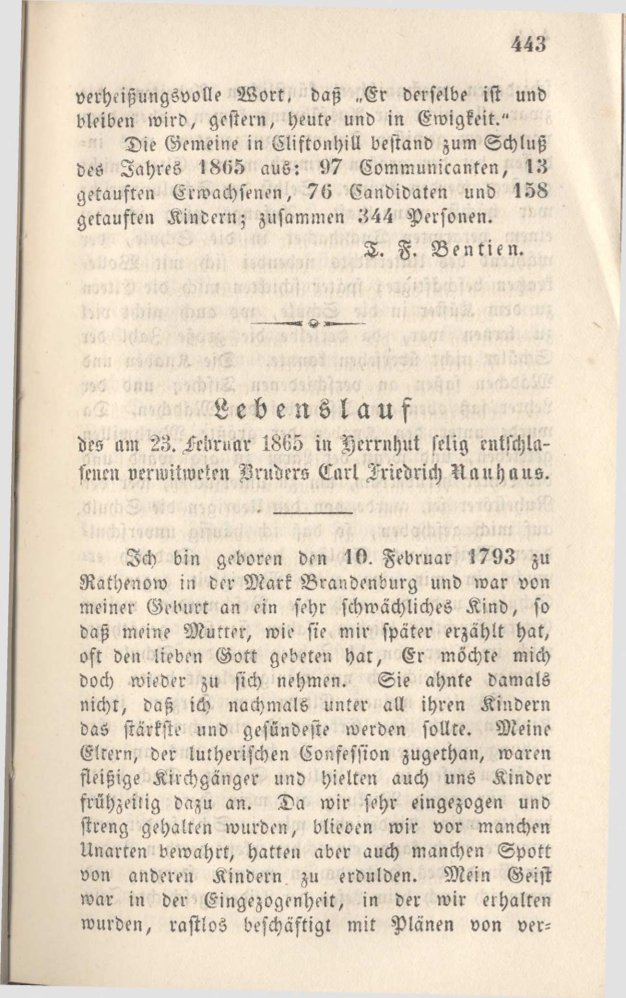 443
verheißungsvolle Wort, daß „Er derselbe ist und
bleiben wird, gestern, heute und in Ewigkeit.“
Die Gemeine in Cliftonhill bestand zum Schluß
des Jahres 1865 aus: 97 Communicanten, 13
getauften Erwachsenen, 76 Candidaten und 158
getauften Kindern; zusammen 344 Personen.
T. F. Bentien.
Lebenslauf
des am 23. Februar 1865 in Herrnhut selig entschla-
fenen verwitweten Bruders Carl Friedrich Nauhaus.
Ich bin geboren den 10. Februar 1793 zu
Rathenow in der Mark Brandenburg und war von
meiner Geburt an ein sehr schwächliches Kind, so
daß meine Mutter, wie sie mir später erzählt hat,
oft den lieben Gott gebeten hat, Er möchte mich
doch wieder zu sich nehmen. Sie ahnte damals
nicht, daß ich nachmals unter all ihren Kindern
das stärkste und gesündeste werden sollte. Meine
Eltern, der lutherischen Confession zugethan, waren
fleißige Kirchgänger und hielten auch uns Kinder
frühzeitig dazu an. Da wir sehr eingezogen und
streng gehalten wurden, blieben wir vor manchen
Unarten bewahrt, hatten aber auch manchen Spott
von anderen Kindern zu erdulden. Mein Geist
war in der Eingezogenheit, in der wir erhalten
wurden, rastlos beschäftigt mit Plänen von ver-